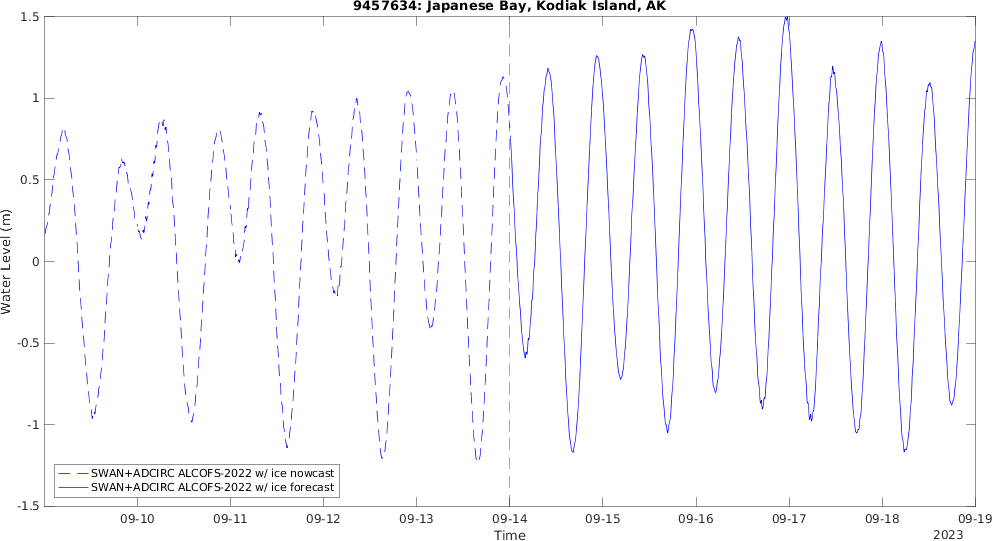 9457634: Japanese Bay, Kodiak Island, AK
1.5
1
0.5
0
-0.5
-1
-1.5
Water Level (m)
SWAN+ADCIRC ALCOFS-2022 w/ ice nowcast
SWAN+ADCIRC ALCOFS-2022 w/ ice forecast
09-10 09-11 09-12 09-13 09-14 09-15 09-16 09-17 09-18 09-19
Time
2023